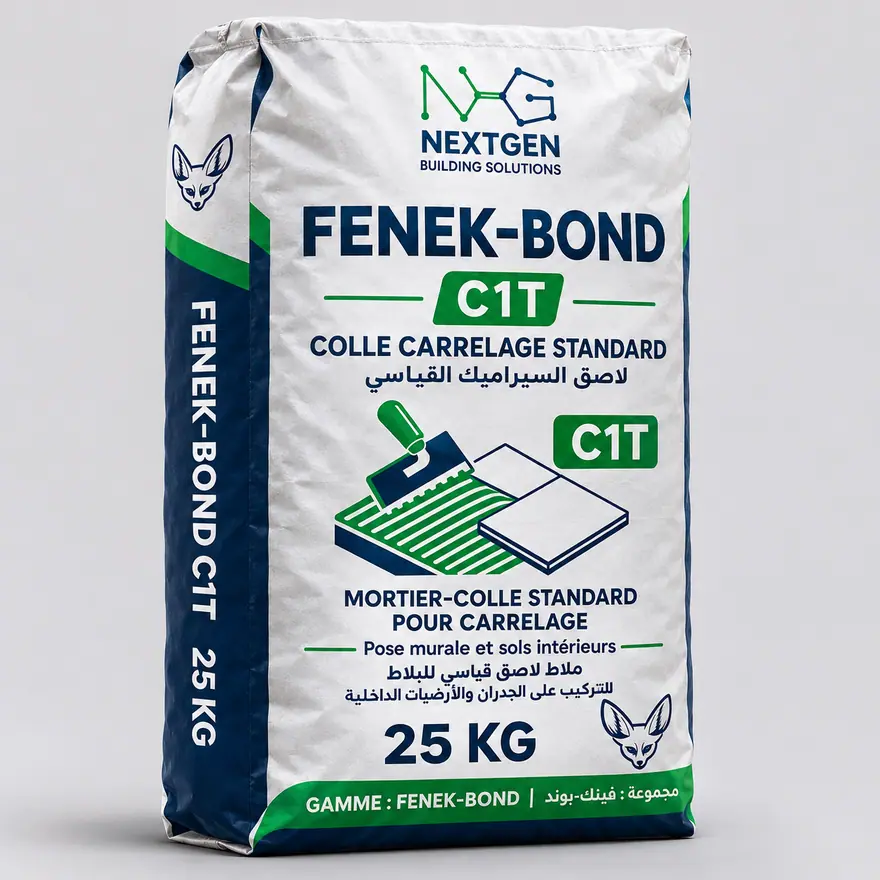 NEXTGEN
BUILDING SOLUTIONS
FENEK-BOND
C1T
COLLE CARRELAGE STANDARD
لاصق السيراميك القياسي
C1T
MORTIER-COLLE STANDARD
POUR CARRELAGE
Pose murale et sols intérieurs
ملاط لاصق قياسي للبلاط
للتركيب على الجدران والأرضيات الداخلية
25 KG
GAMME : FENEK-BOND | مجموعة : فينك-بوند
FENEK-BOND C1T 25 KG